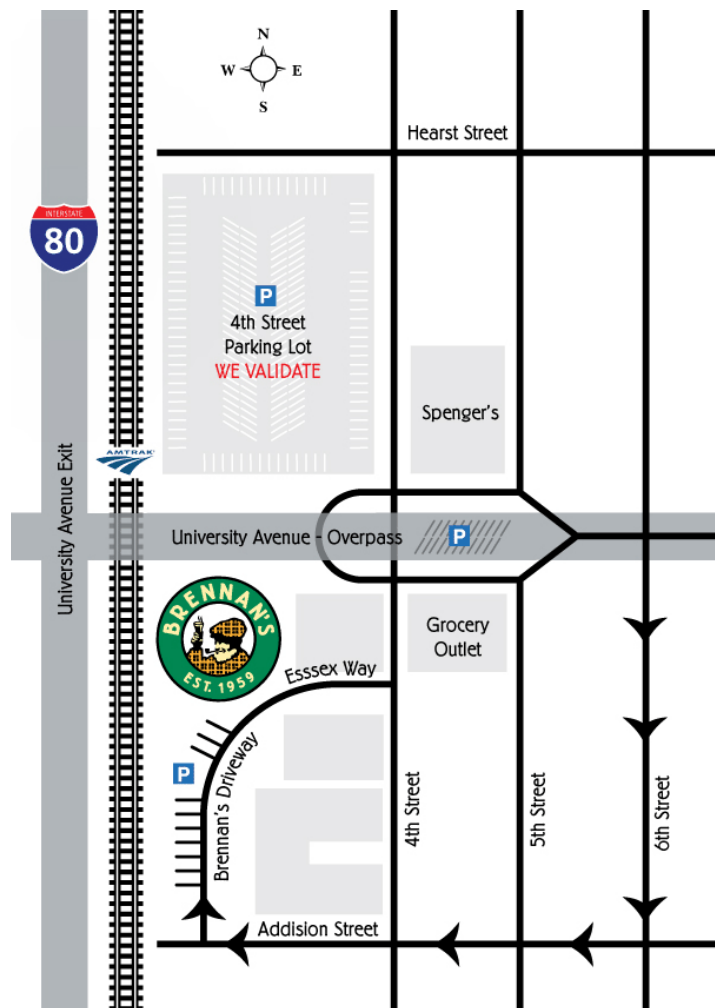 N
W E
S
Hearst Street
INTERSTATE
80
P
4th Street
Parking Lot
WE VALIDATE
Spenger's
AMTRAK
University Avenue Exit
University Avenue - Overpass
P
BRENNAN'S
EST. 1959
Grocery
Outlet
Esssex Way
P
Brennan's Driveway
4th Street
5th Street
6th Street
Addision Street